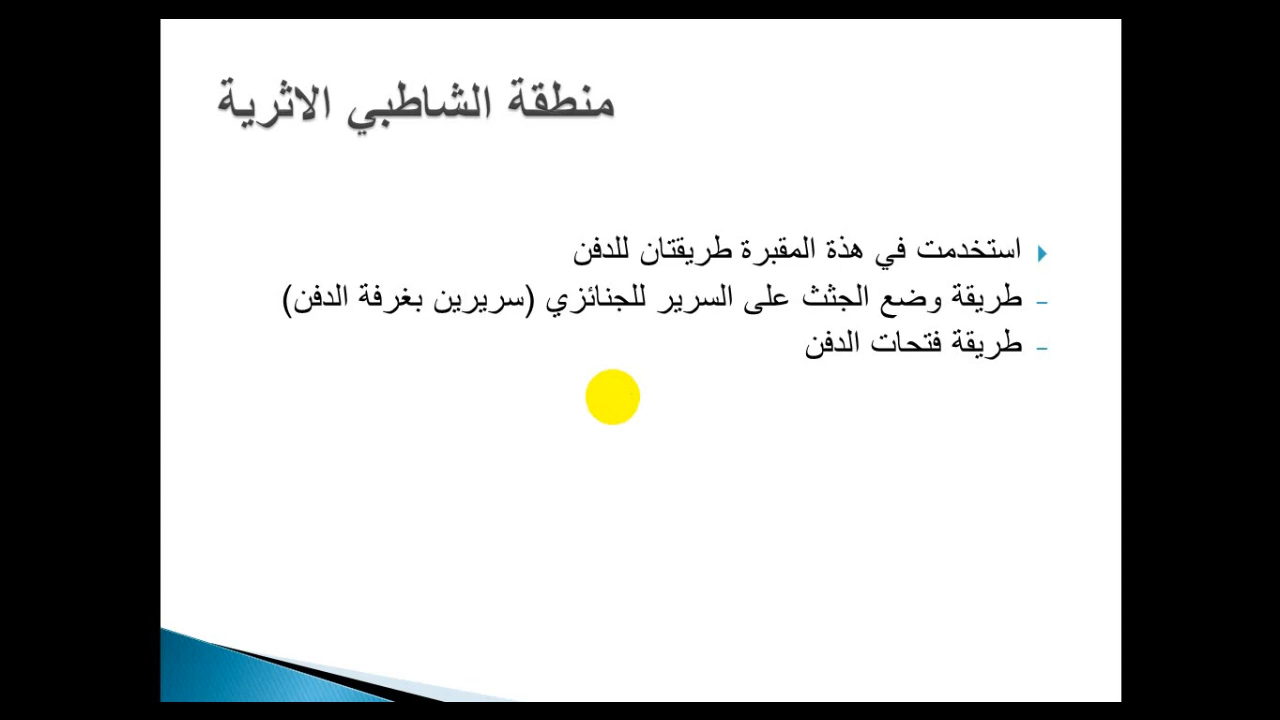 منطقة الشاطبي الاثرية
استخدمت في هذة المقبرة طريقتان للدفن
- طريقة وضع الجثث على السرير للجنائزي (سريرين بغرفة الدفن)
- طريقة فتحات الدفن